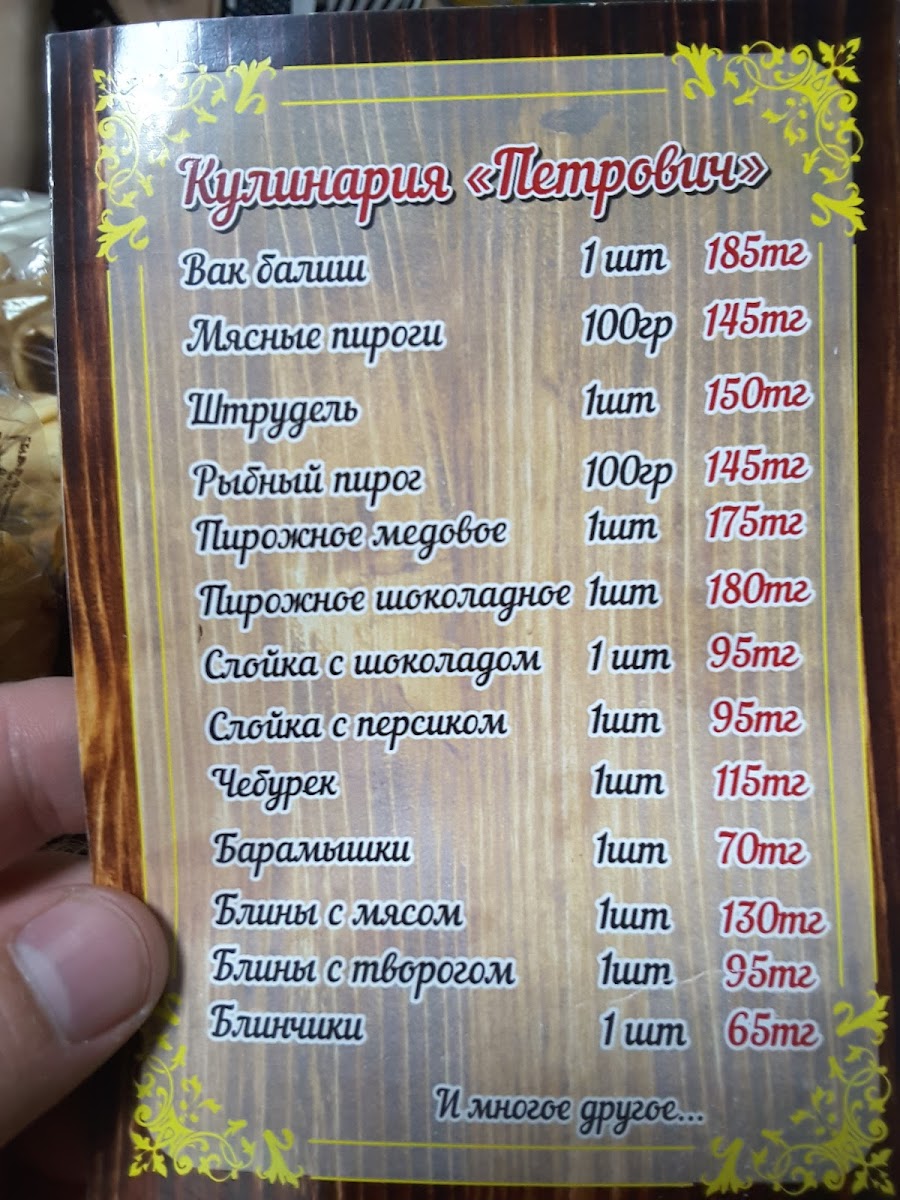 Кулинария «Петрович»
Вак балиш 1 шт 185тг
Мясные пироги 100гр 145тг
Штрудель 1шт 150тг
Рыбный пирог 100гр 145тг
Пирожное медовое 1шт 175тг
Пирожное шоколадное 1шт 180тг
Слойка с шоколадом 1 шт 95тг
Слойка с персиком 1шт 95тг
Чебурек 1шт 115тг
Барамышки 1шт 70тг
Блины с мясом 1шт 130тг
Блины с творогом 1шт 95тг
Блинчики 1 шт 65тг
И многое другое...